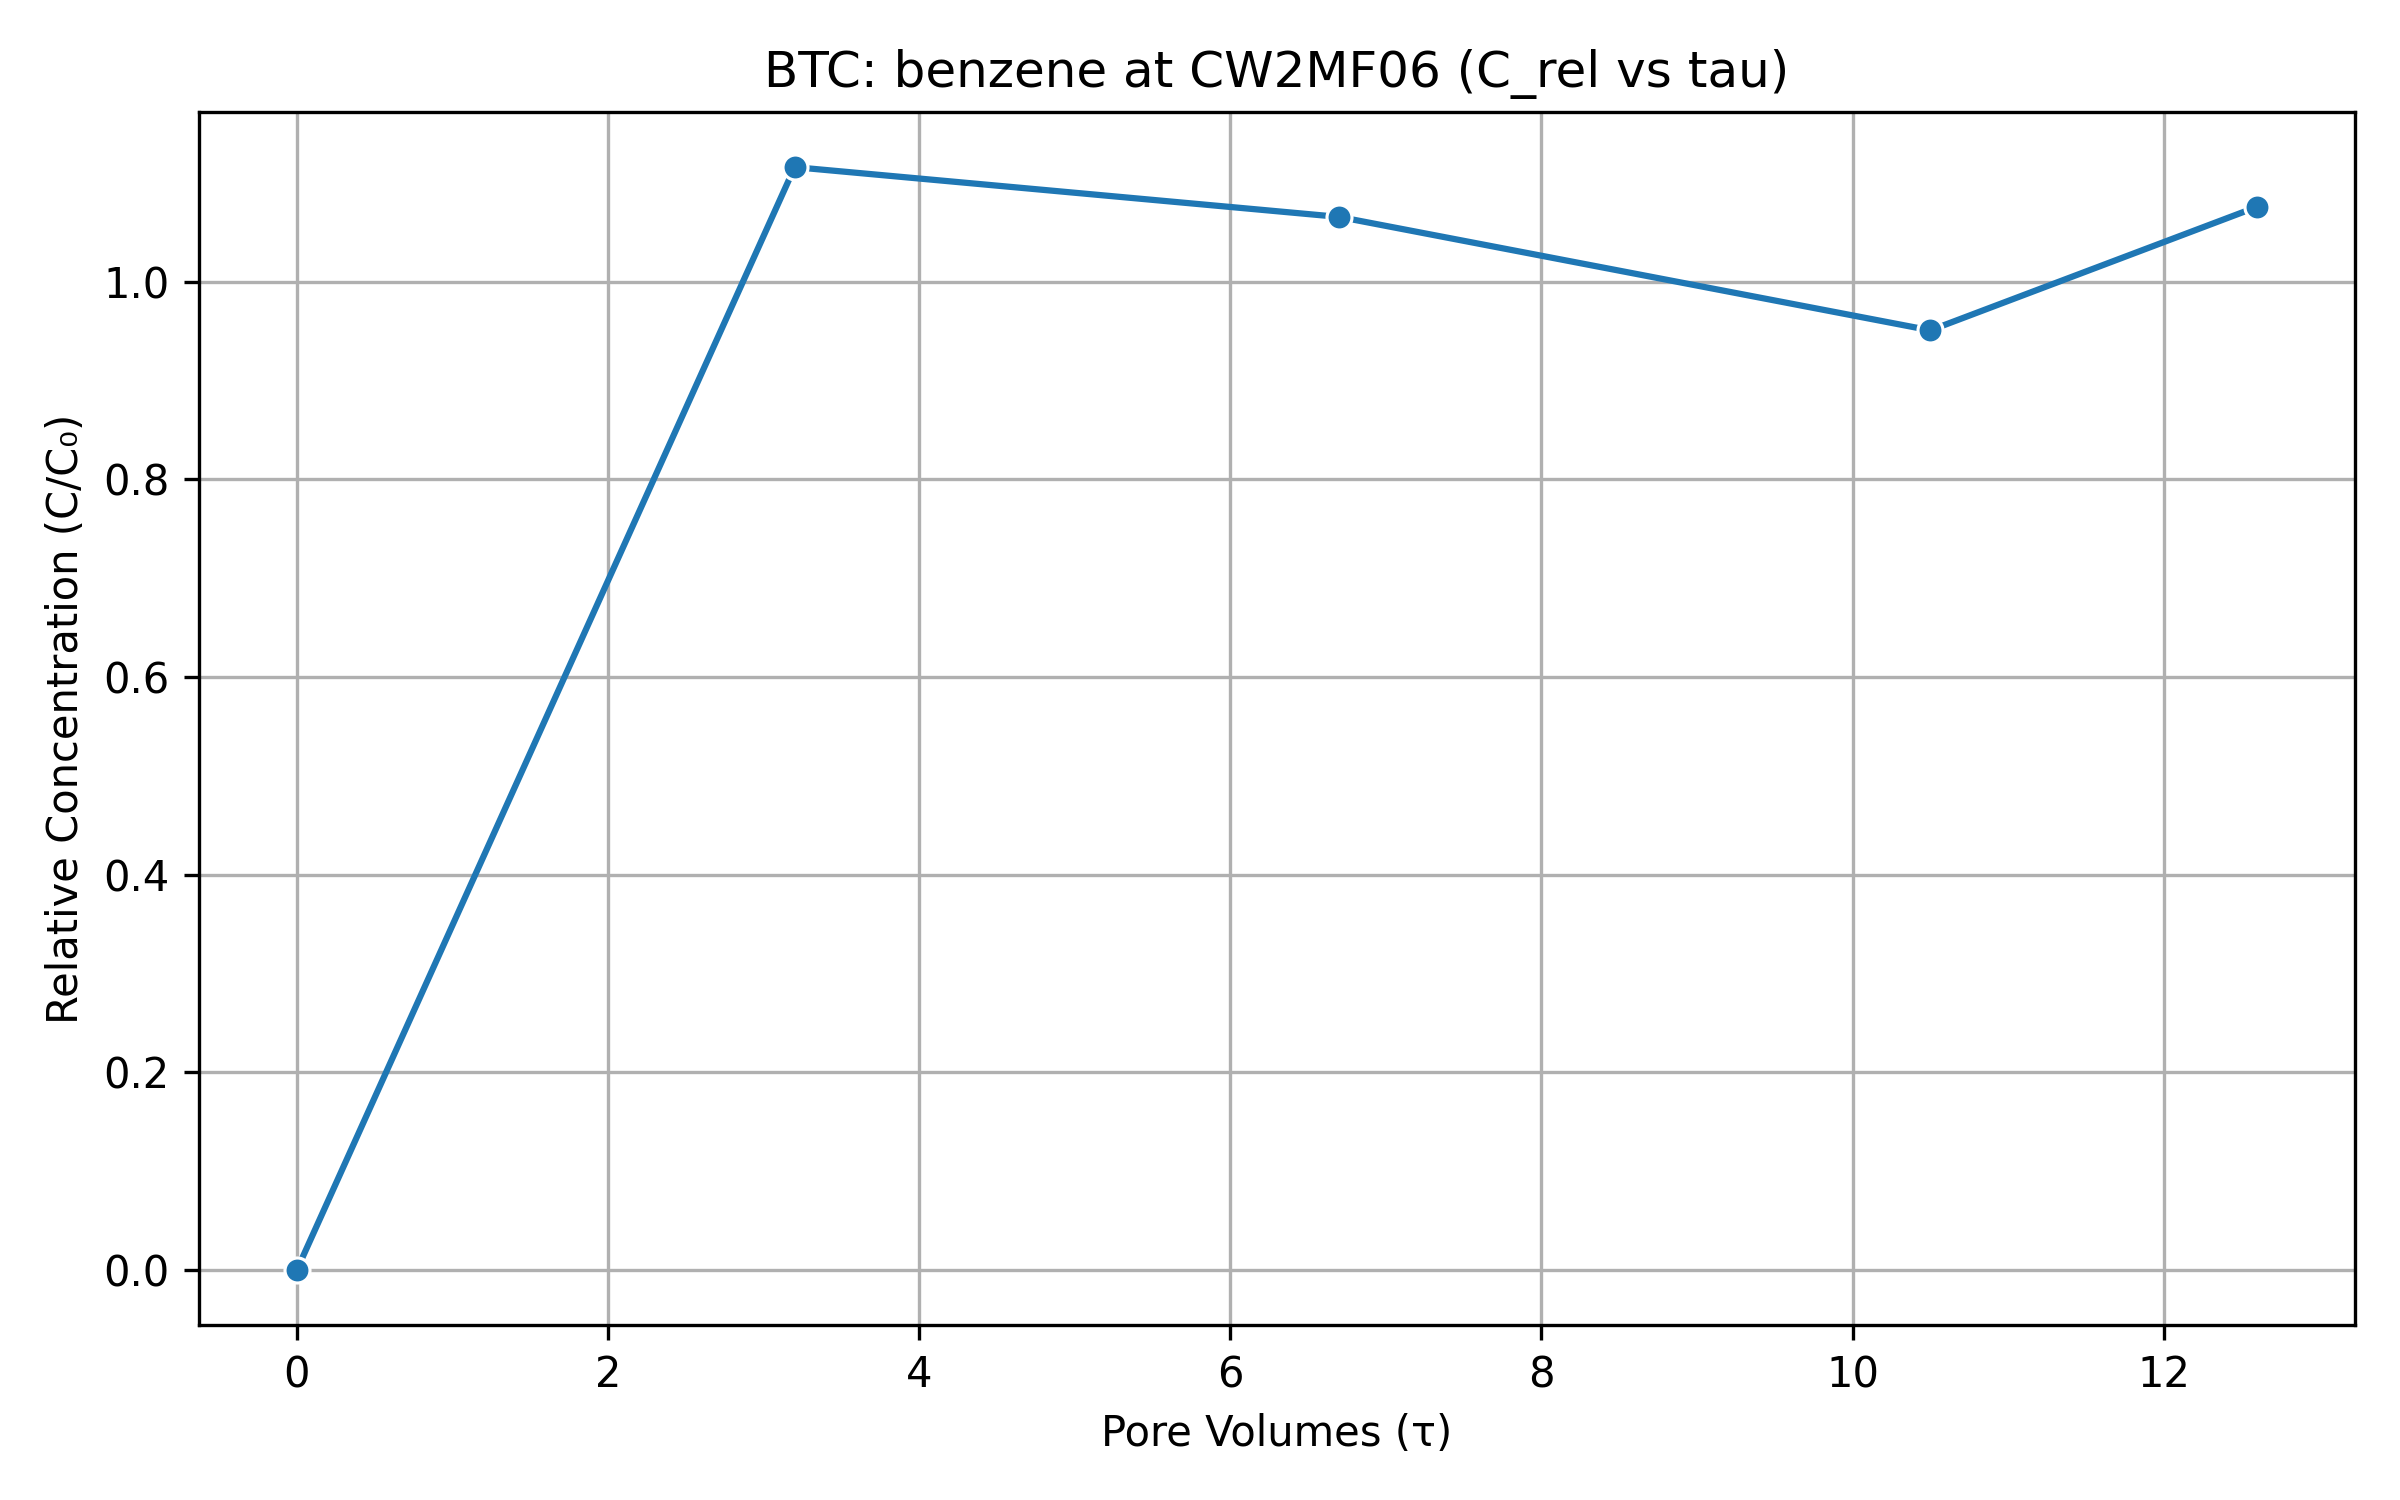 BTC: benzene at CW2MF06 (C_rel vs tau)
Relative Concentration (C/C₀)
1.0
0.8
0.6
0.4
0.2
0.0
0 2 4 6 8 10 12
Pore Volumes (τ)